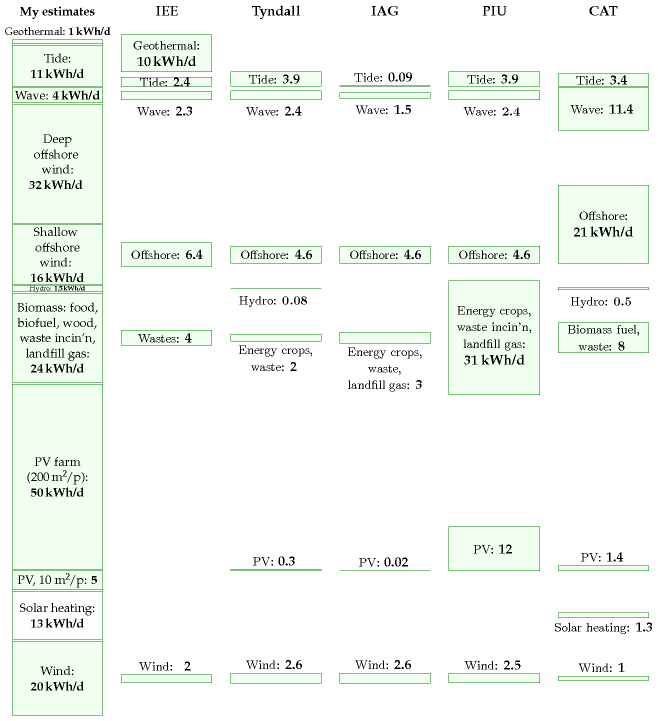 My estimates
IEE
Tyndall
IAG
PIU
CAT
Geothermal: 1 kWh/d
Tide:
11 kWh/d
Wave: 4 kWh/d
Deep
offshore
wind:
32 kWh/d
Shallow
offshore
wind:
16 kWh/d
Hydro: 1.5 kWh/d
Biomass: food,
biofuel, wood,
waste incin'n,
landfill gas:
24 kWh/d
PV farm
(200 m²/p):
50 kWh/d
PV, 10 m²/p: 5
Solar heating:
13 kWh/d
Wind:
20 kWh/d
Geothermal:
10 kWh/d
Tide: 2.4
Wave: 2.3
Offshore: 6.4
Wastes: 4
Wind: 2
Tide: 3.9
Wave: 2.4
Offshore: 4.6
Hydro: 0.08
Energy crops,
waste: 2
PV: 0.3
Wind: 2.6
Tide: 0.09
Wave: 1.5
Offshore: 4.6
Energy crops,
waste,
landfill gas: 3
PV: 0.02
Wind: 2.6
Tide: 3.9
Wave: 2.4
Offshore: 4.6
Energy crops,
waste incin'n,
landfill gas:
31 kWh/d
PV: 12
Wind: 2.5
Tide: 3.4
Wave: 11.4
Offshore:
21 kWh/d
Hydro: 0.5
Biomass fuel,
waste: 8
PV: 1.4
Solar heating: 1.3
Wind: 1